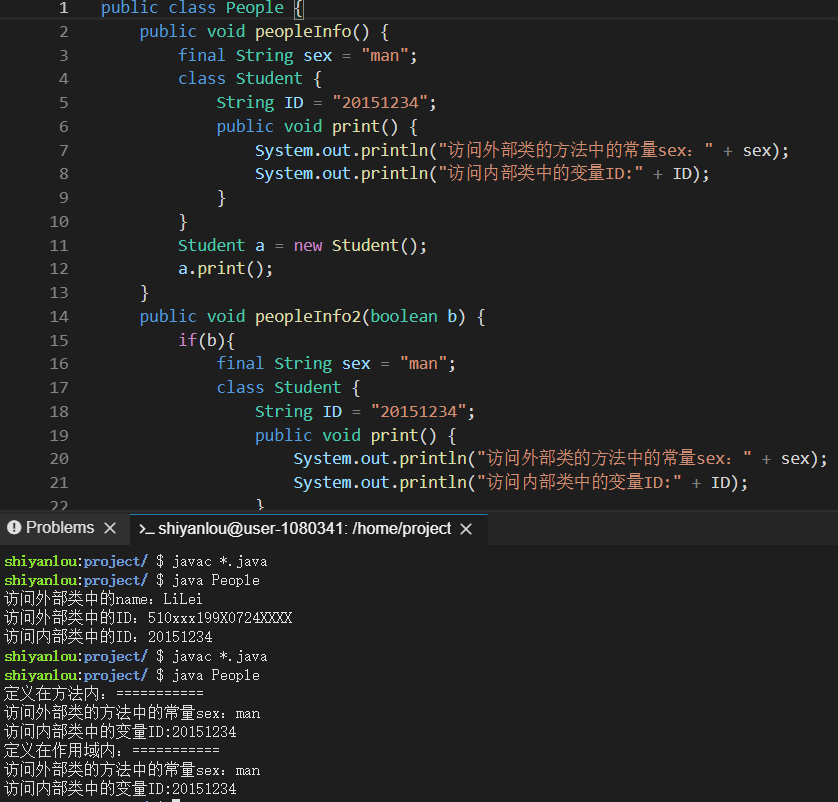 1 public class People {
2 public void peopleInfo() {
3 final String sex = "man";
4 class Student {
5 String ID = "20151234";
6 public void print() {
7 System.out.println("访问外部类的方法中的常量sex：" + sex);
8 System.out.println("访问内部类中的变量ID:" + ID);
9 }
10 }
11 Student a = new Student();
12 a.print();
13 }
14 public void peopleInfo2(boolean b) {
15 if(b){
16 final String sex = "man";
17 class Student {
18 String ID = "20151234";
19 public void print() {
20 System.out.println("访问外部类的方法中的常量sex：" + sex);
21 System.out.println("访问内部类中的变量ID:" + ID);
22 }
Problems
>_ shiyanlou@user-1080341: /home/project
shiyanlou:project/ $ javac *.java
shiyanlou:project/ $ java People
访问外部类中的name：LiLei
访问外部类中的ID：510xxx199X0724XXXX
访问内部类中的ID：20151234
shiyanlou:project/ $ javac *.java
shiyanlou:project/ $ java People
定义在方法内：===========
访问外部类的方法中的常量sex：man
访问内部类中的变量ID:20151234
定义在作用域内：===========
访问外部类的方法中的常量sex：man
访问内部类中的变量ID:20151234